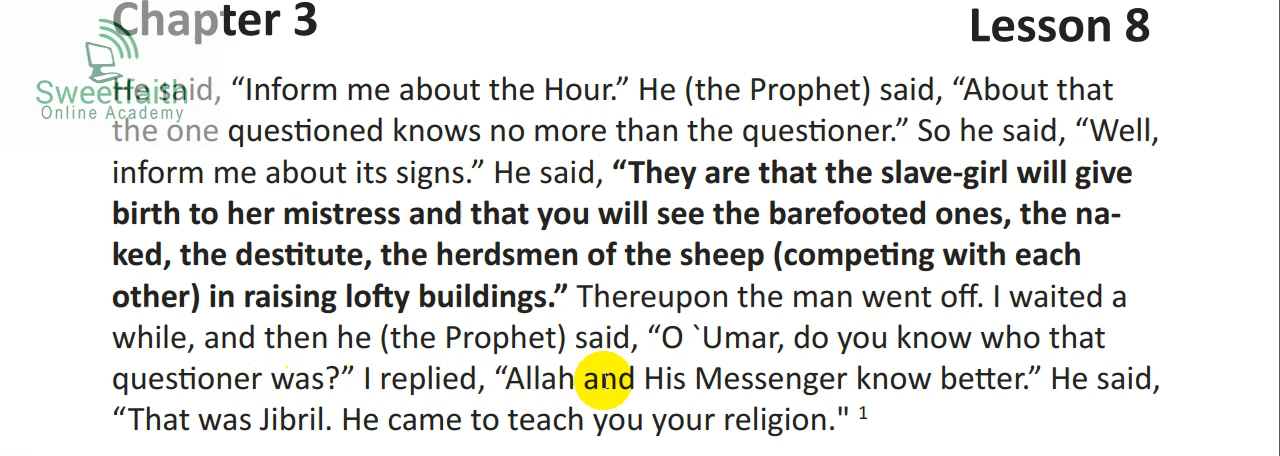 Chapter 3
Lesson 8
Sweetfaith
Online Academy
He said, “Inform me about the Hour.” He (the Prophet) said, “About that
the one questioned knows no more than the questioner.” So he said, “Well,
inform me about its signs.” He said, “They are that the slave-girl will give
birth to her mistress and that you will see the barefooted ones, the na-
ked, the destitute, the herdsmen of the sheep (competing with each
other) in raising lofty buildings.” Thereupon the man went off. I waited a
while, and then he (the Prophet) said, “O `Umar, do you know who that
questioner was?” I replied, “Allah and His Messenger know better.” He said,
“That was Jibril. He came to teach you your religion." 1